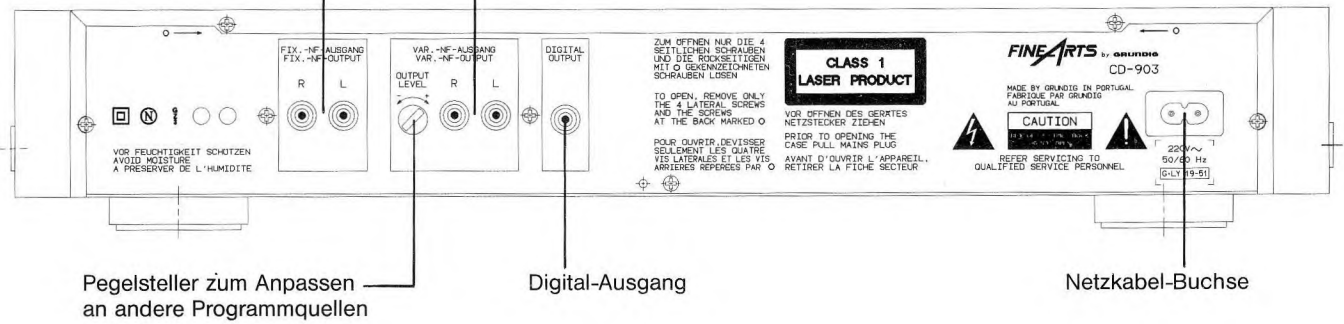 FIX.-NF-AUSGANG
FIX.-NF-OUTPUT
R L
VAR.-NF-AUSGANG
VAR.-NF-OUTPUT
OUTPUT
LEVEL
- +
R L
DIGITAL
OUTPUT
VOR FEUCHTIGKEIT SCHÜTZEN
AVOID MOISTURE
A PRESERVER DE L'HUMIDITE
ZUM ÖFFNEN NUR DIE 4
SEITLICHEN SCHRAUBEN
UND DIE RÜCKSEITIGEN
MIT O GEKENNZEICHNETEN
SCHRAUBEN LÖSEN
TO OPEN, REMOVE ONLY
THE 4 LATERAL SCREWS
AND THE SCREWS
AT THE BACK MARKED O
POUR OUVRIR,DEVISSER
SEULEMENT LES QUATRE
VIS LATERALES ET LES VIS
ARRIERES REPEREES PAR O
CLASS 1
LASER PRODUCT
VOR ÖFFNEN DES GERÄTES
NETZSTECKER ZIEHEN
PRIOR TO OPENING THE
CASE PULL MAINS PLUG
AVANT D'OUVRIR L'APPAREIL,
RETIRER LA FICHE SECTEUR
FINEARTS by GRUNDIG
CD-903
MADE BY GRUNDIG IN PORTUGAL
FABRIQUE PAR GRUNDIG
AU PORTUGAL
CAUTION
REFER SERVICING TO
QUALIFIED SERVICE PERSONNEL
220V~
50/60 Hz
G-LY 19-51
Pegelsteller zum Anpassen
an andere Programmquellen
Digital-Ausgang
Netzkabel-Buchse